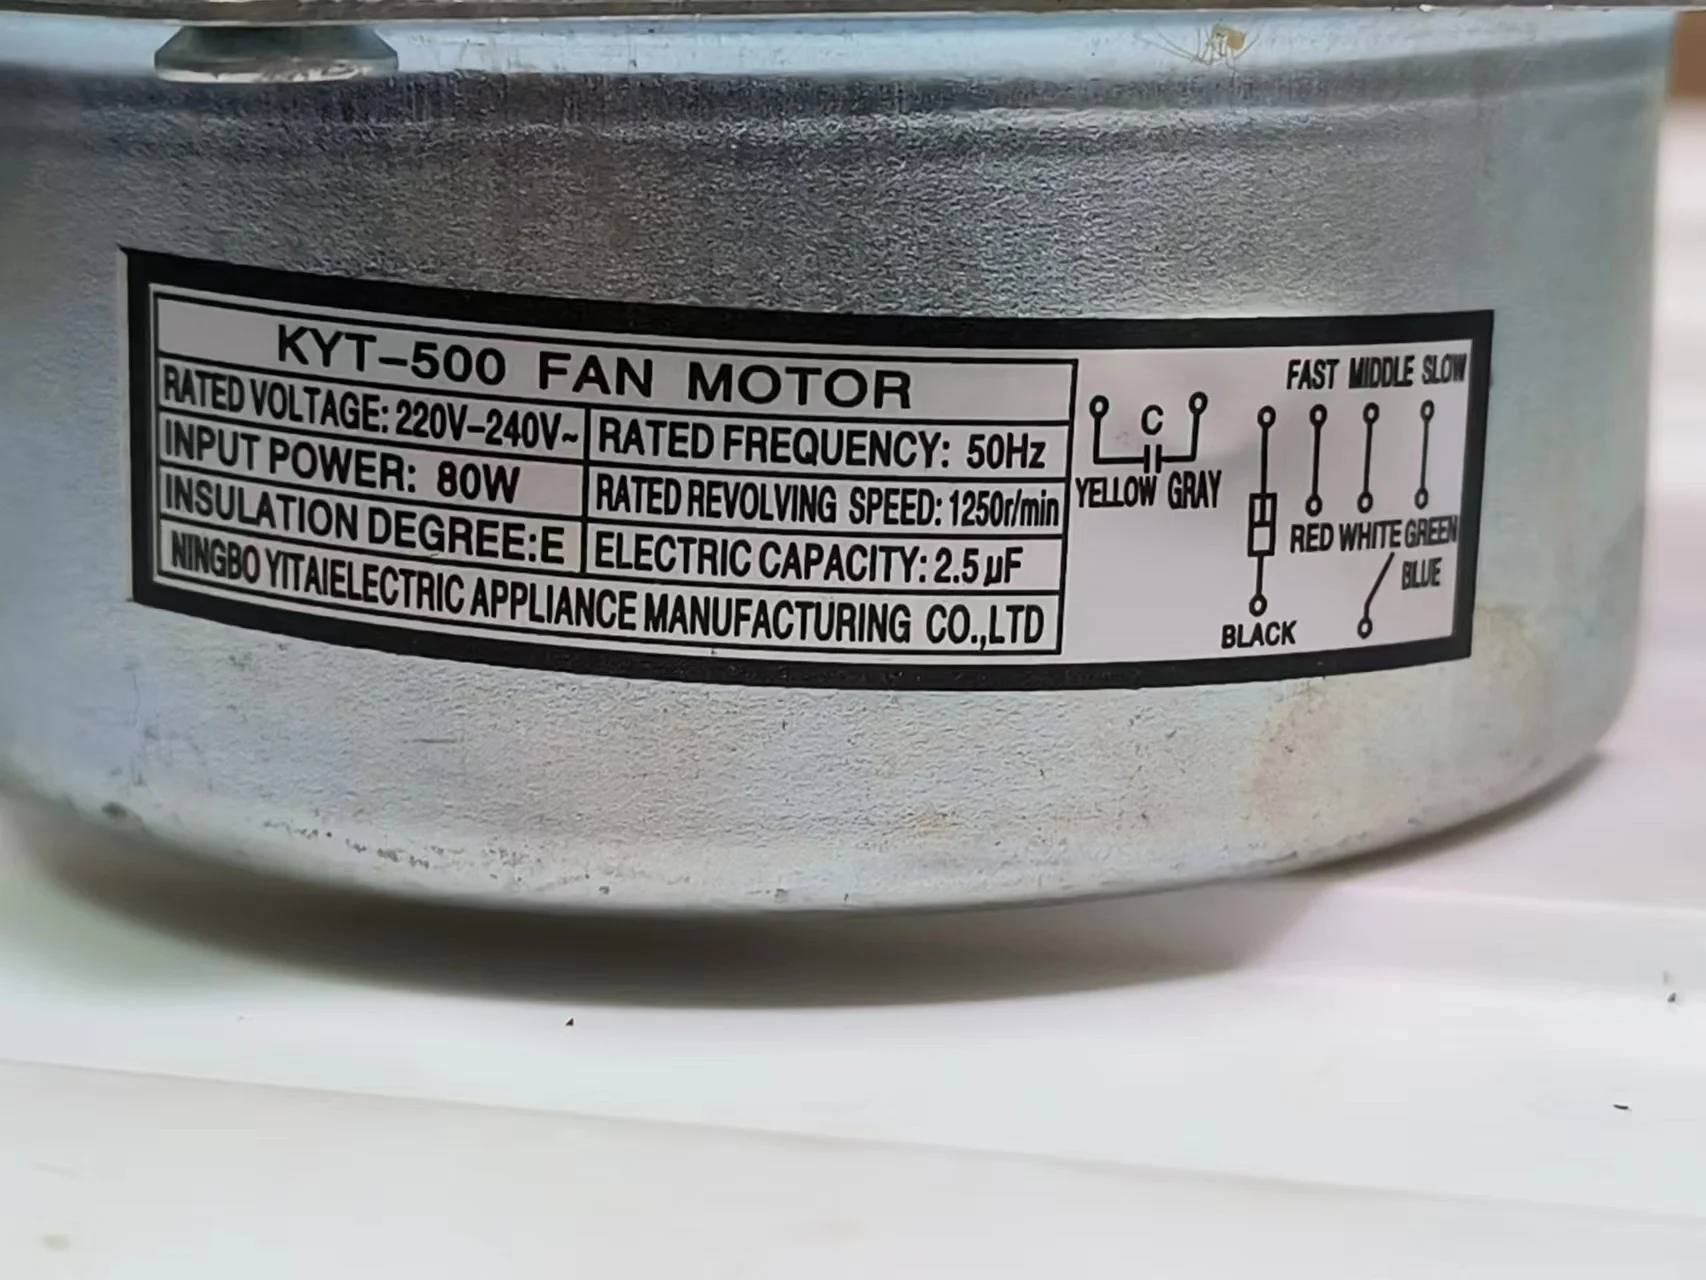 KYT-500 FAN MOTOR
RATED VOLTAGE: 220V-240V~ RATED FREQUENCY: 50Hz
INPUT POWER: 80W RATED REVOLVING SPEED: 1250r/min
INSULATION DEGREE:E ELECTRIC CAPACITY: 2.5μF
NINGBO YITAIELECTRIC APPLIANCE MANUFACTURING CO.,LTD
C
YELLOW GRAY
FAST MIDDLE SLOW
RED WHITE GREEN
BLUE
BLACK